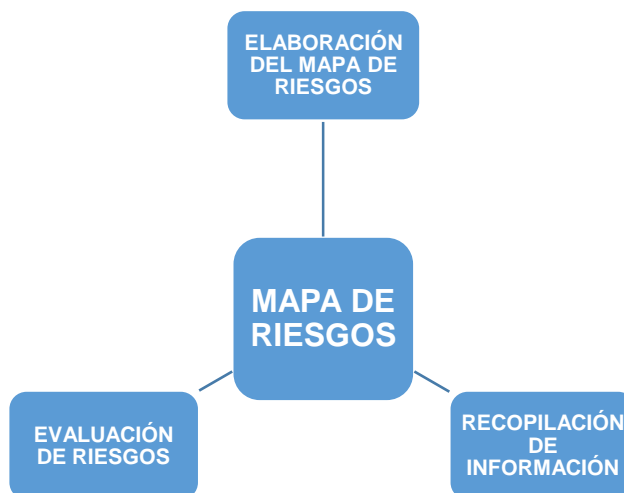 ELABORACIÓN
DEL MAPA DE
RIESGOS
MAPA DE
RIESGOS
EVALUACIÓN
DE RIESGOS
RECOPILACIÓN
DE
INFORMACIÓN